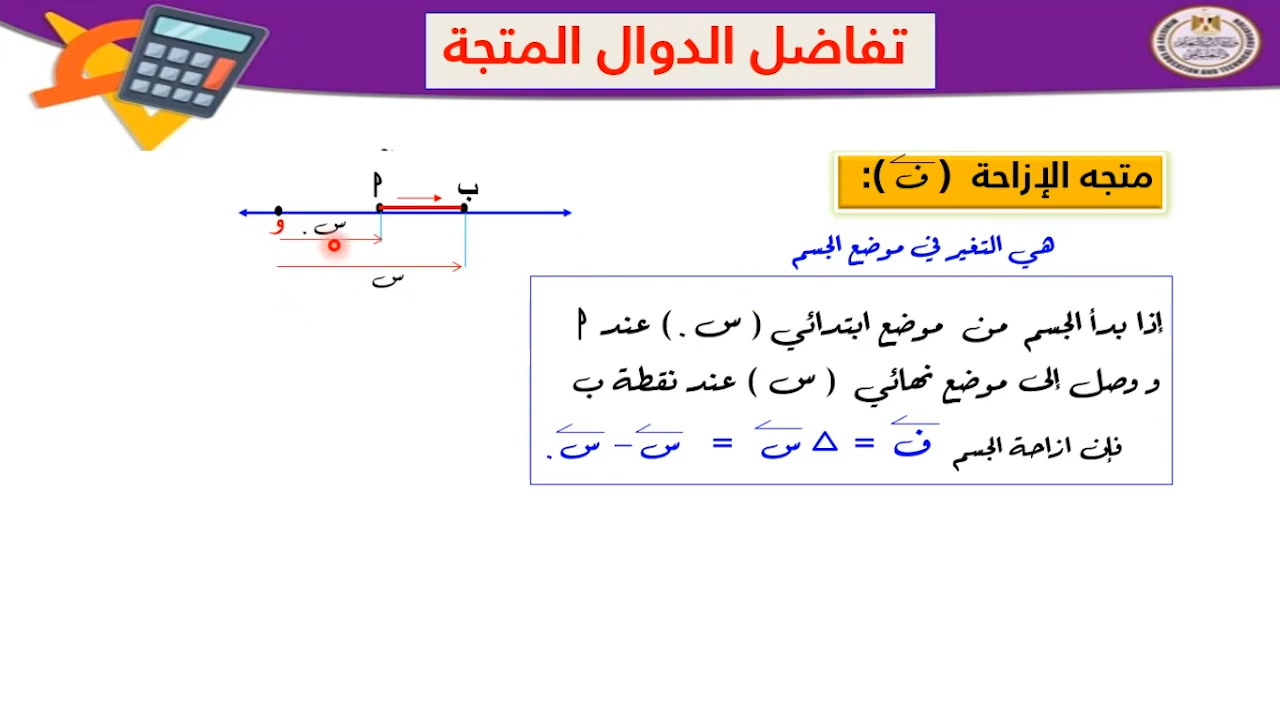 تفاضل الدوال المتجة
متجه الإزاحة (ف):
هي التغير في موضع الجسم
أ
ب
و
س.
س
إذا بدأ الجسم من موضع ابتدائي (س.) عند أ
و وصل إلى موضع نهائي (س) عند نقطة ب
فإن ازاحة الجسم ف = Δ س = س – س.